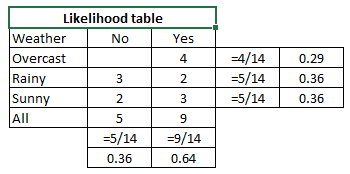 Likelihood table
Weather No Yes
Overcast 4 =4/14 0.29
Rainy 3 2 =5/14 0.36
Sunny 2 3 =5/14 0.36
All 5 9
=5/14 =9/14
0.36 0.64